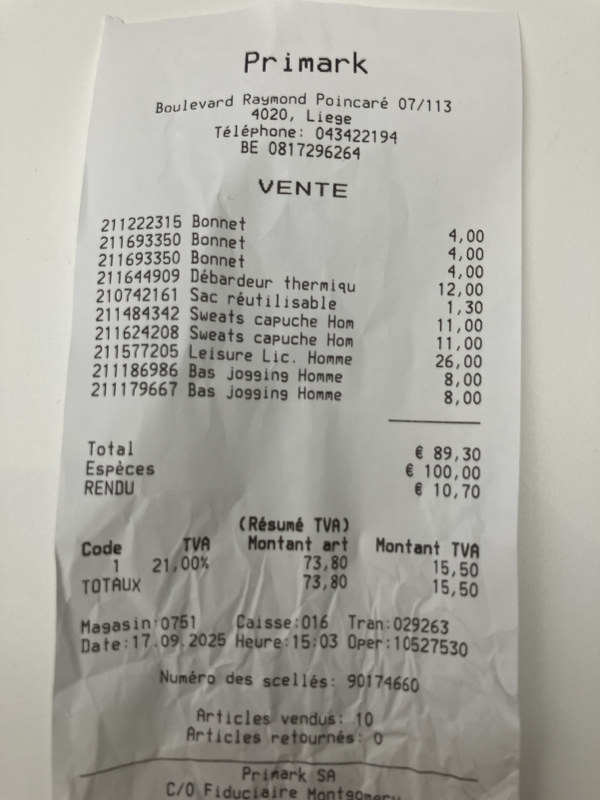 Primark
Boulevard Raymond Poincaré 07/113
4020, Liege
Téléphone: 043422194
BE 0817296264
VENTE
211222315 Bonnet 4,00
211693350 Bonnet 4,00
211693350 Bonnet 4,00
211644909 Débardeur thermiqu 12,00
210742161 Sac réutilisable 1,30
211484342 Sweats capuche Hom 11,00
211624208 Sweats capuche Hom 11,00
211577205 Leisure Lic. Homme 26,00
211186986 Bas jogging Homme 8,00
211179667 Bas jogging Homme 8,00
Total € 89,30
Espèces € 100,00
RENDU € 10,70
(Résumé TVA)
Code TVA Montant art Montant TVA
1 21,00% 73,80 15,50
TOTAUX 73,80 15,50
Magasin:0751 Caisse:016 Tran:029263
Date:17.09.2025 Heure:15:03 Oper:10527530
Numéro des scellés: 90174660
Articles vendus: 10
Articles retournés: 0
Primark SA
C/O Fiduciaire Montgomery